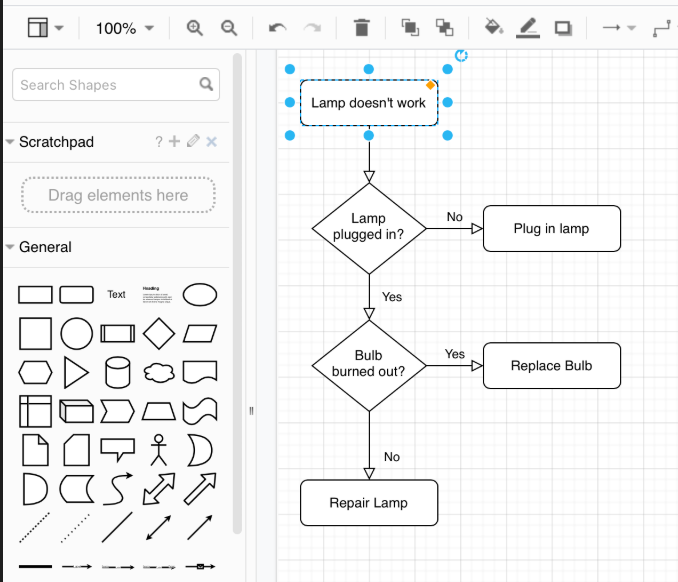 100%
Search Shapes
Scratchpad
?
Drag elements here
General
Text
Heading
Lamp doesn't work
Lamp
plugged in?
No
Plug in lamp
Yes
Bulb
burned out?
Yes
Replace Bulb
No
Repair Lamp